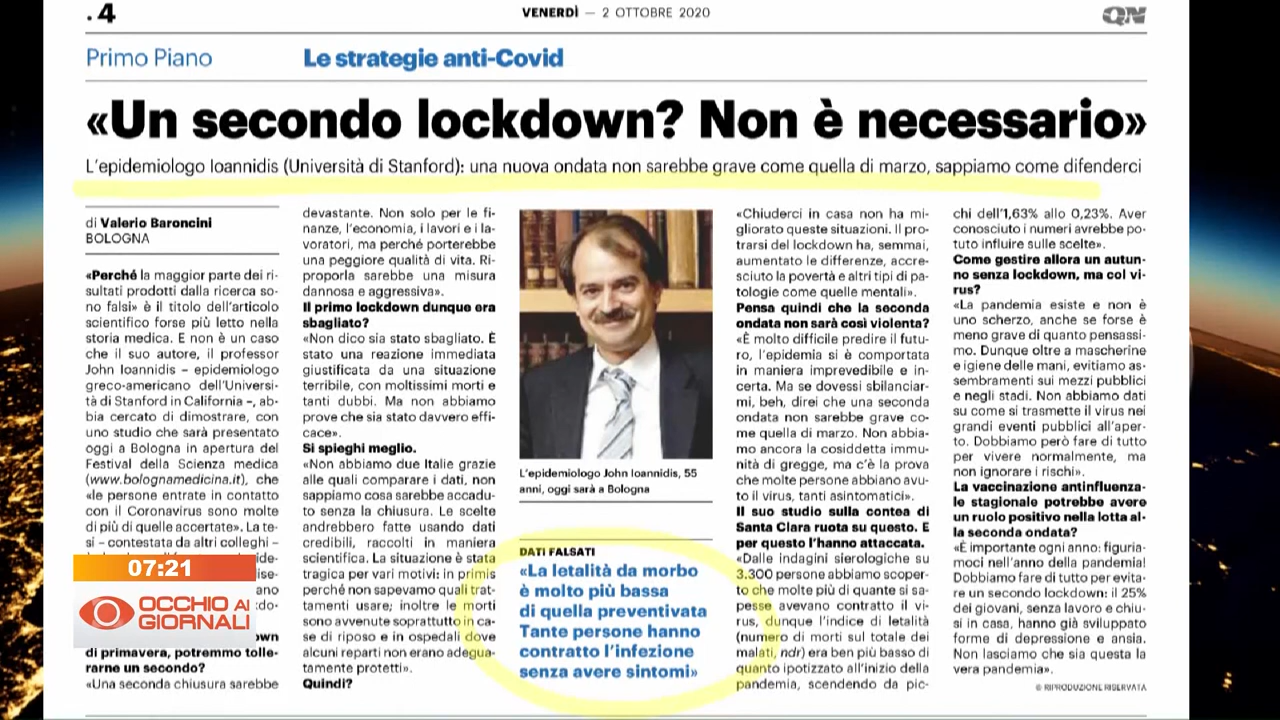 . 4
VENERDÌ — 2 OTTOBRE 2020
QN
Primo Piano
Le strategie anti-Covid
«Un secondo lockdown? Non è necessario»
L'epidemiologo Ioannidis (Università di Stanford): una nuova ondata non sarebbe grave come quella di marzo, sappiamo come difenderci
di Valerio Baroncini
BOLOGNA
«Perché la maggior parte dei ri-
sultati prodotti dalla ricerca so-
no falsi» è il titolo dell'articolo
scientifico forse più letto nella
storia medica. E non è un caso
che il suo autore, il professor
John Ioannidis – epidemiologo
greco-americano dell'Universi-
tà di Stanford in California –, ab-
bia cercato di dimostrare, con
uno studio che sarà presentato
oggi a Bologna in apertura del
Festival della Scienza medica
(www.bolognamedicina.it), che
«le persone entrate in contatto
con il Coronavirus sono molte
di più di quelle accertate». La te-
si – contestata da altri colleghi –
di primavera, potremmo tolle-
rarne un secondo?
«Una seconda chiusura sarebbe
devastante. Non solo per le fi-
nanze, l'economia, i lavori e i la-
voratori, ma perché porterebbe
una peggiore qualità di vita. Ri-
proporla sarebbe una misura
dannosa e aggressiva».
Il primo lockdown dunque era
sbagliato?
«Non dico sia stato sbagliato. È
stato una reazione immediata
giustificata da una situazione
terribile, con moltissimi morti e
tanti dubbi. Ma non abbiamo
prove che sia stato davvero effi-
cace».
Si spieghi meglio.
«Non abbiamo due Italie grazie
alle quali comparare i dati, non
sappiamo cosa sarebbe accadu-
to senza la chiusura. Le scelte
andrebbero fatte usando dati
credibili, raccolti in maniera
scientifica. La situazione è stata
tragica per vari motivi: in primis
perché non sapevamo quali trat-
tamenti usare; inoltre le morti
sono avvenute soprattutto in ca-
se di riposo e in ospedali dove
alcuni reparti non erano adegua-
tamente protetti».
Quindi?
L'epidemiologo John Ioannidis, 55
anni, oggi sarà a Bologna
DATI FALSATI
«La letalità da morbo
è molto più bassa
di quella preventivata
Tante persone hanno
contratto l'infezione
senza avere sintomi»
«Chiuderci in casa non ha mi-
gliorato queste situazioni. Il pro-
trarsi del lockdown ha, semmai,
aumentato le differenze, accre-
sciuto la povertà e altri tipi di pa-
tologie come quelle mentali».
Pensa quindi che la seconda
ondata non sarà così violenta?
«È molto difficile predire il futu-
ro, l'epidemia si è comportata
in maniera imprevedibile e in-
certa. Ma se dovessi sbilanciar-
mi, beh, direi che una seconda
ondata non sarebbe grave co-
me quella di marzo. Non abbia-
mo ancora la cosiddetta immu-
nità di gregge, ma c'è la prova
che molte persone abbiano avu-
to il virus, tanti asintomatici».
Il suo studio sulla contea di
Santa Clara ruota su questo. E
per questo l'hanno attaccata.
«Dalle indagini sierologiche su
3.300 persone abbiamo scoper-
to che molte più di quante si sa-
pesse avevano contratto il vi-
rus, dunque l'indice di letalità
(numero di morti sul totale dei
malati, ndr) era ben più basso di
quanto ipotizzato all'inizio della
pandemia, scendendo da pic-
chi dell'1,63% allo 0,23%. Aver
conosciuto i numeri avrebbe po-
tuto influire sulle scelte».
Come gestire allora un autun-
no senza lockdown, ma col vi-
rus?
«La pandemia esiste e non è
uno scherzo, anche se forse è
meno grave di quanto pensassi-
mo. Dunque oltre a mascherine
e igiene delle mani, evitiamo as-
sembramenti sui mezzi pubblici
e negli stadi. Non abbiamo dati
su come si trasmette il virus nei
grandi eventi pubblici all'aper-
to. Dobbiamo però fare di tutto
per vivere normalmente, ma
non ignorare i rischi».
La vaccinazione antinfluenza-
le stagionale potrebbe avere
un ruolo positivo nella lotta al-
la seconda ondata?
«È importante ogni anno: figuria-
moci nell'anno della pandemia!
Dobbiamo fare di tutto per evita-
re un secondo lockdown: il 25%
dei giovani, senza lavoro e chiu-
si in casa, hanno già sviluppato
forme di depressione e ansia.
Non lasciamo che sia questa la
vera pandemia».
© RIPRODUZIONE RISERVATA
07:21
OCCHIO AI
GIORNALI